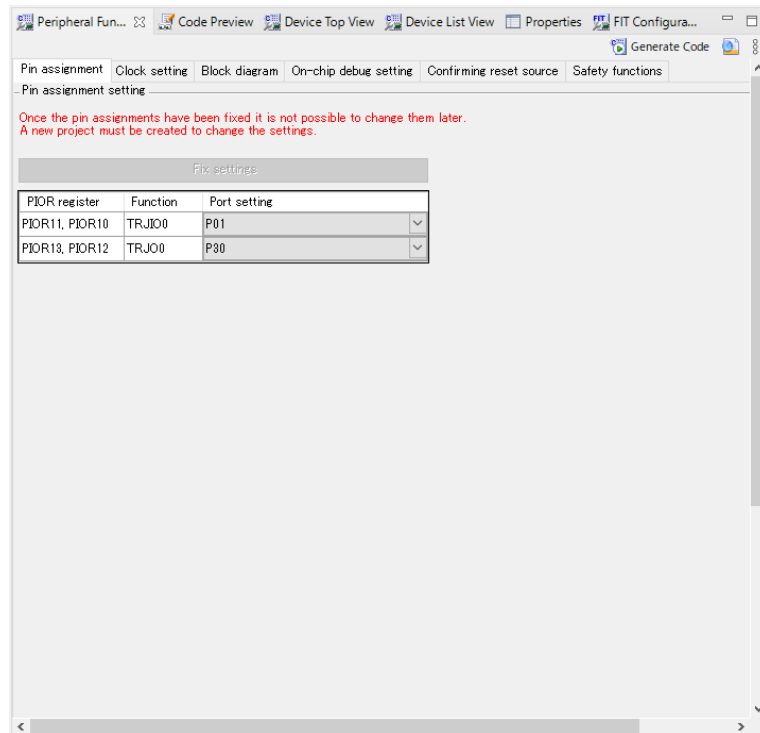 Peripheral Fun... Code Preview Device Top View Device List View Properties FIT FIT Configura...
Generate Code
Pin assignment Clock setting Block diagram On-chip debug setting Confirming reset source Safety functions
Pin assignment setting
Once the pin assignments have been fixed it is not possible to change them later.
A new project must be created to change the settings.
Fix settings
PIOR register Function Port setting
PIOR11, PIOR10 TRJIO0 P01
PIOR13, PIOR12 TRJO0 P30